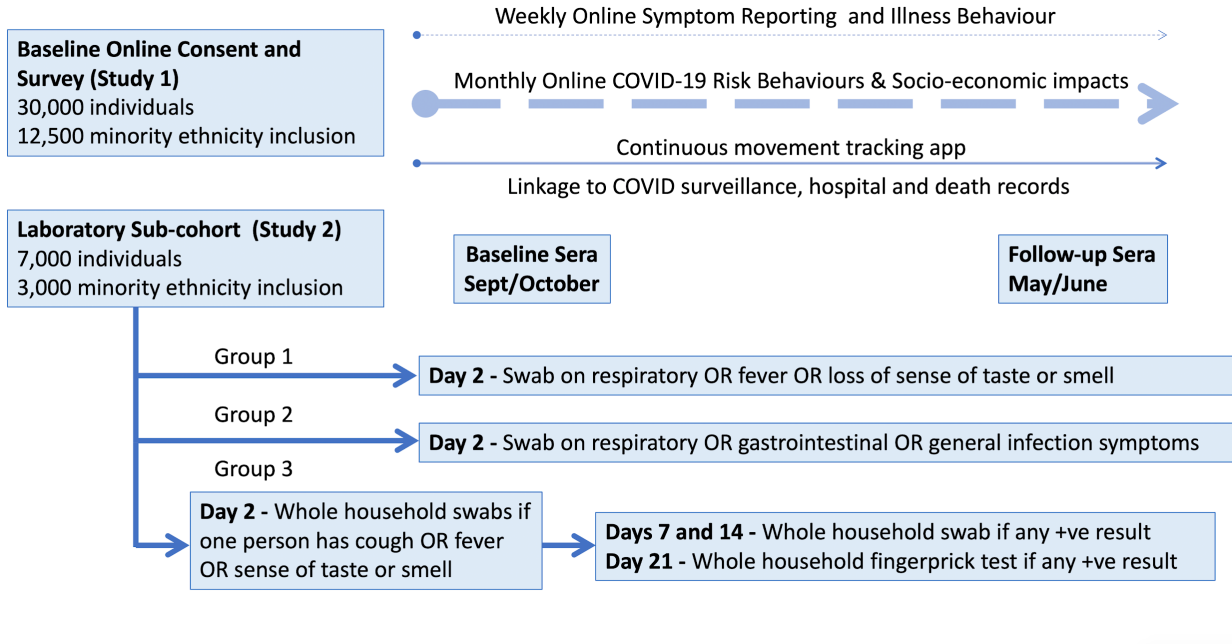 Weekly Online Symptom Reporting and Illness Behaviour
Baseline Online Consent and
Survey (Study 1)
30,000 individuals
12,500 minority ethnicity inclusion
Monthly Online COVID-19 Risk Behaviours & Socio-economic impacts
Continuous movement tracking app
Linkage to COVID surveillance, hospital and death records
Laboratory Sub-cohort (Study 2)
7,000 individuals
3,000 minority ethnicity inclusion
Baseline Sera
Sept/October
Follow-up Sera
May/June
Group 1
Day 2 - Swab on respiratory OR fever OR loss of sense of taste or smell
Group 2
Day 2 - Swab on respiratory OR gastrointestinal OR general infection symptoms
Group 3
Day 2 - Whole household swabs if
one person has cough OR fever
OR sense of taste or smell
Days 7 and 14 - Whole household swab if any +ve result
Day 21 - Whole household fingerprick test if any +ve result